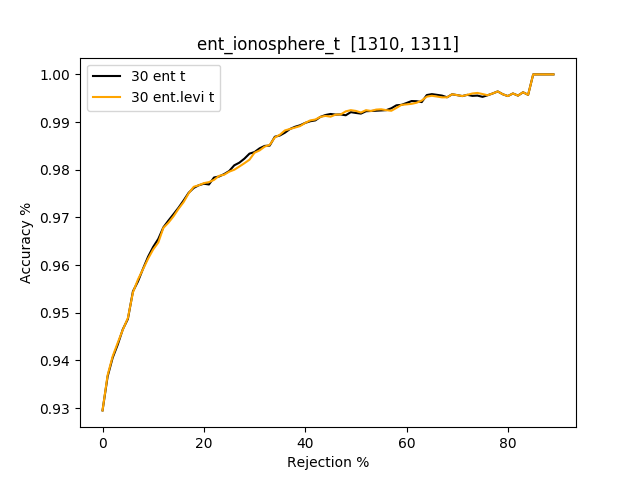 ent_ionosphere_t  [1310, 1311]
30 ent t
30 ent.levi t
1.00
0.99
0.98
0.97
0.96
0.95
0.94
0.93
Accuracy %
0 20 40 60 80
Rejection %